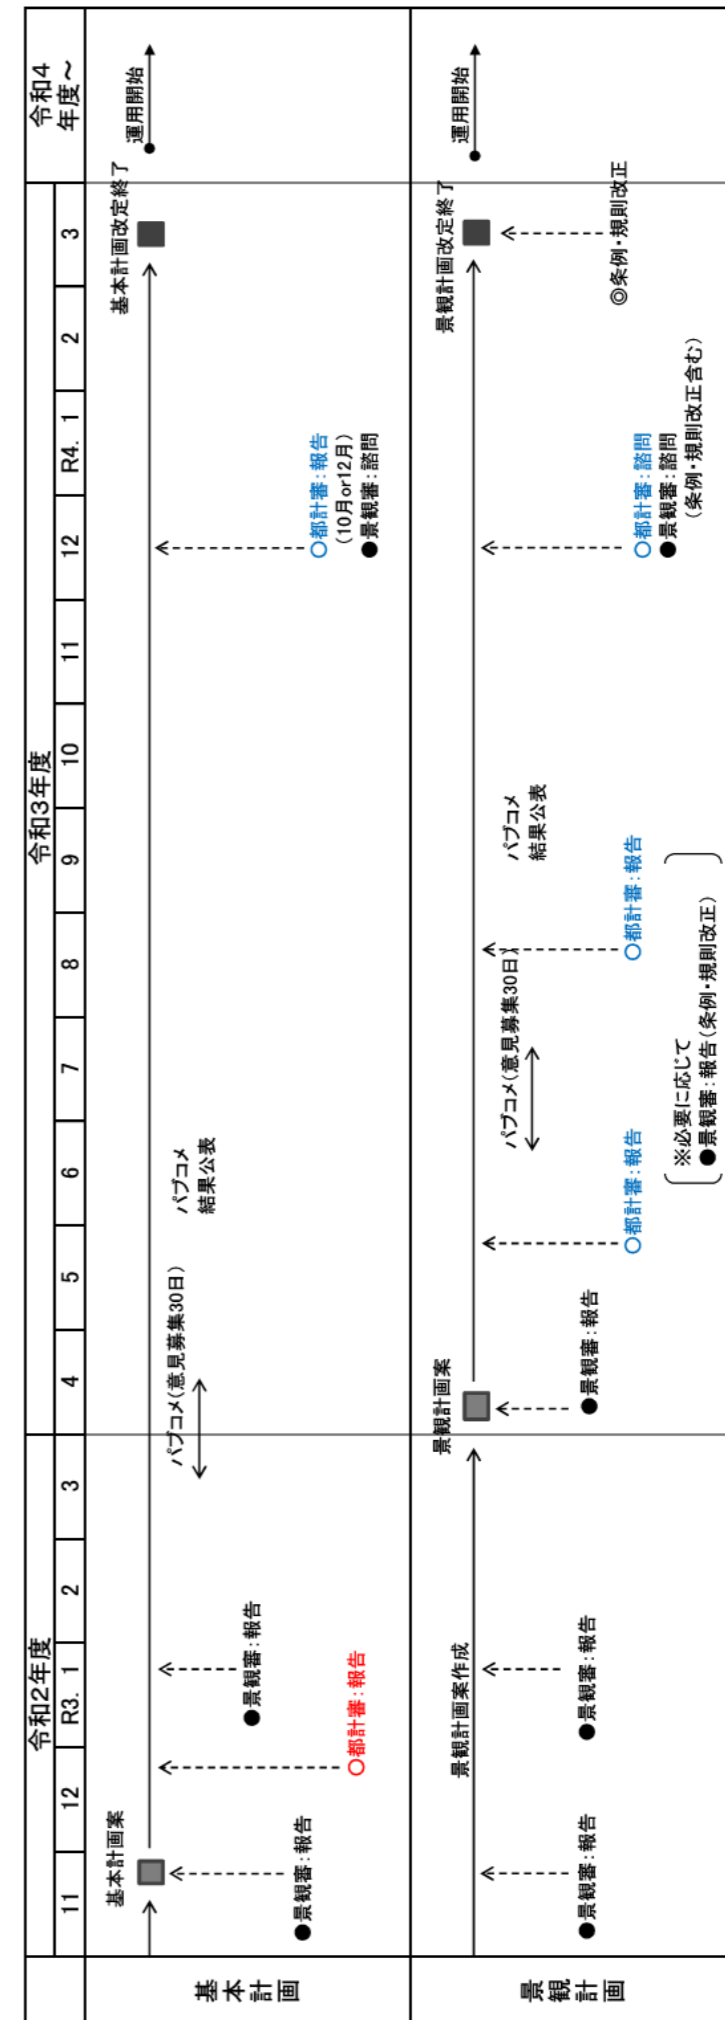 令和2年度
令和3年度
令和4
年度～
11
12
R3. 1
2
3
4
5
6
7
8
9
10
11
12
R4. 1
2
3
基本計画
基本計画案
●景観審：報告
○都計審：報告
●景観審：報告
パブコメ（意見募集30日）
パブコメ
結果公表
○都計審：報告
（10月or12月）
●景観審：諮問
基本計画改定終了
運用開始
景観計画
景観計画案作成
●景観審：報告
●景観審：報告
景観計画案
●景観審：報告
○都計審：報告
パブコメ（意見募集30日）
○都計審：報告
※必要に応じて
●景観審：報告（条例・規則改正）
パブコメ
結果公表
○都計審：諮問
●景観審：諮問
（条例・規則改正含む）
景観計画改定終了
◎条例・規則改正
運用開始